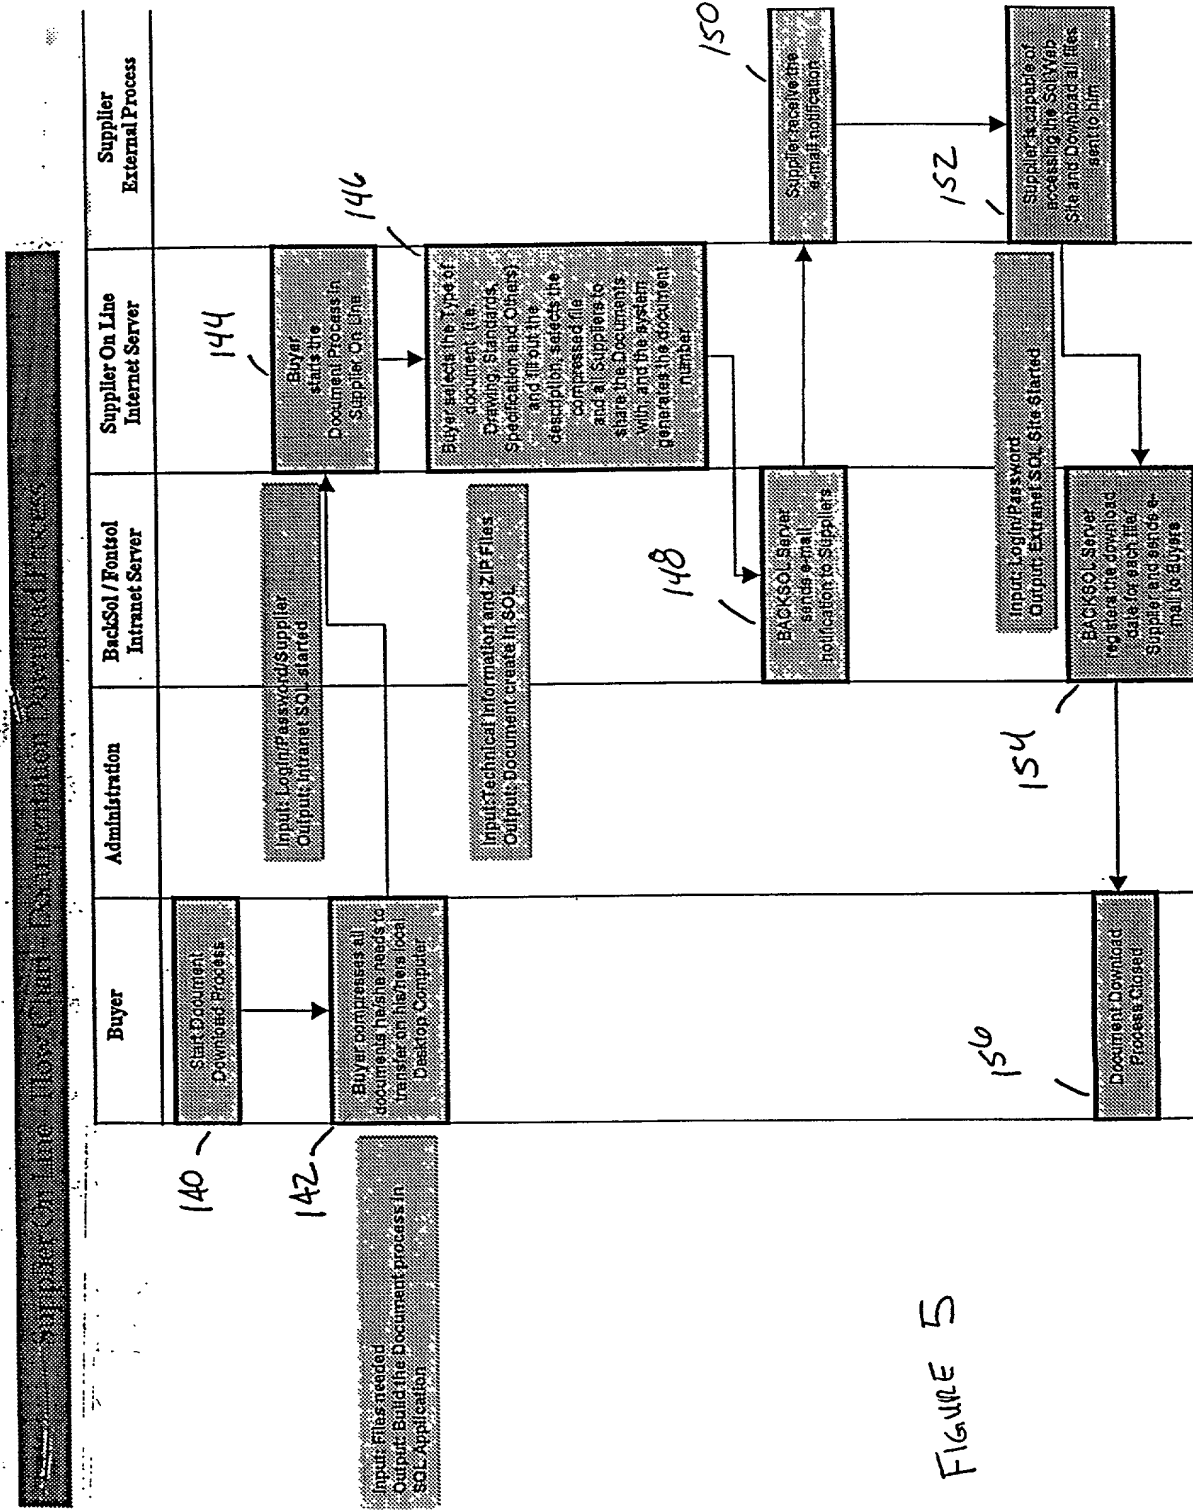 Supplier On Line - Flow Chart - Documentation Download Process
Buyer
Administration
BackSol / Fontsol
Intranet Server
Supplier On Line
Internet Server
Supplier
External Process
140
Start Document
Download Process
142
Buyer compresses all
documents he/she needs to
transfer on his/hers local
Desktop Computer
Input: Files needed
Output: Build the Document process in
SOL Application
Input: Login/Password/Supplier
Output: Intranet SOL started
144
Buyer
starts the
Document Process in
Supplier On Line
146
Buyer selects the Type of
document (i.e.
Drawing, Standards,
Specification and Others)
and fill out the
description, selects the
compressed file
and all Suppliers to
share the Documents
with, and the system
generates the document
number
Input: Technical Information and ZIP Files
Output: Document create in SOL
148
BACKSOL Server
sends e-mail
notification to Suppliers
150
Supplier receive the
e-mail notification
152
Supplier is capable of
accessing the Sol Web
Site and Download all files
sent to him
Input: Login/Password
Output: Extranet SOL Site Started
154
BACKSOL Server
registers the download
date for each file/
Supplier and sends e-
mail to Buyers
156
Document Download
Process Closed
FIGURE 5